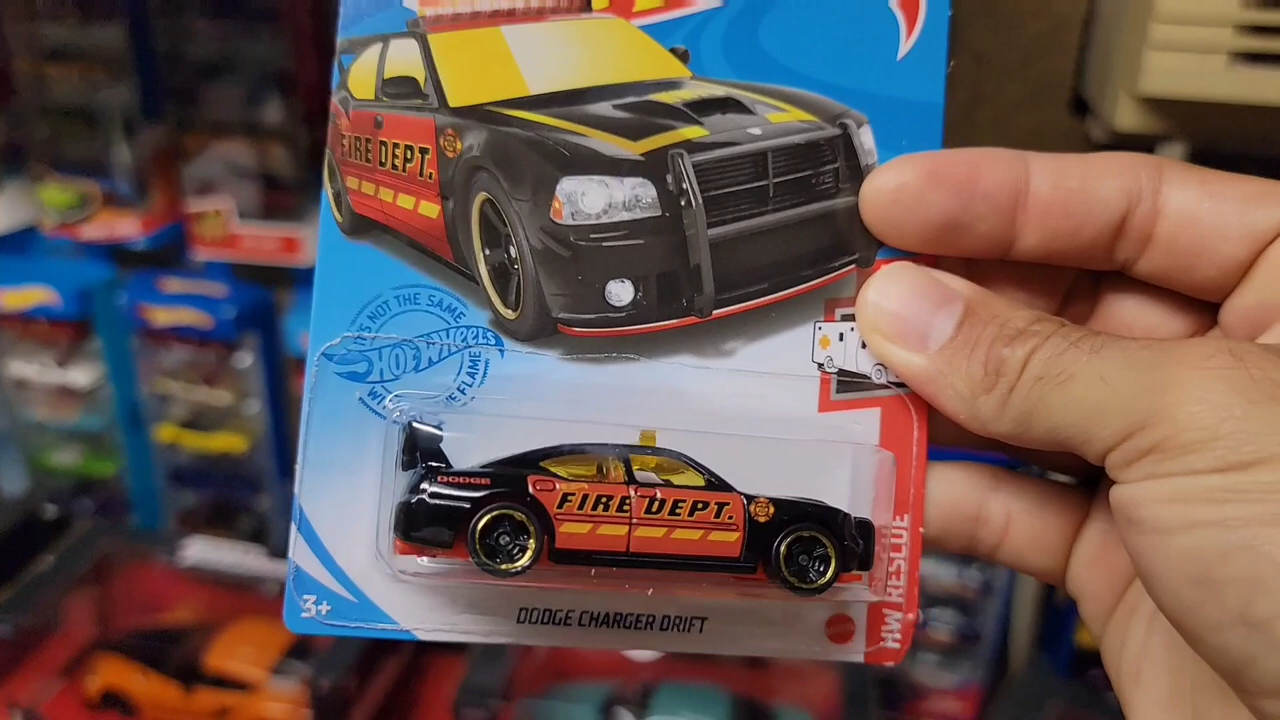 FIRE DEPT.
IT'S NOT THE SAME
HOT WHEELS
DODGE
FIRE DEPT.
3+
DODGE CHARGER DRIFT
HW RESCUE